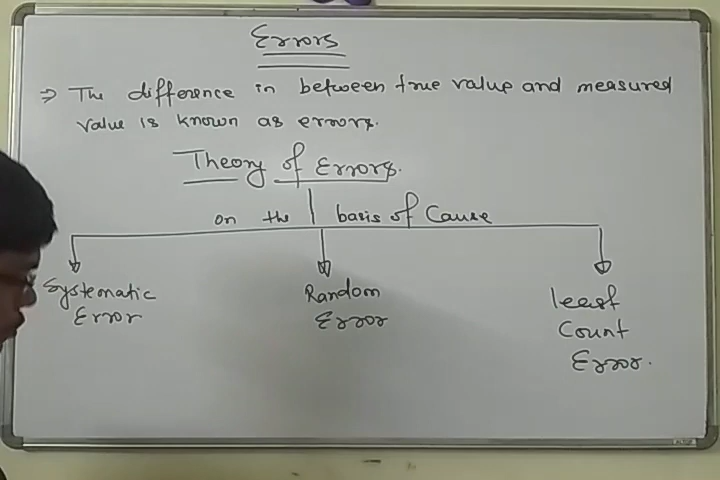 Errors
⇒ The difference in between true value and measured
value is known as errors.
Theory of Errors.
on the basis of Cause
Systematic
Error
Random
Error
least
Count
Error.